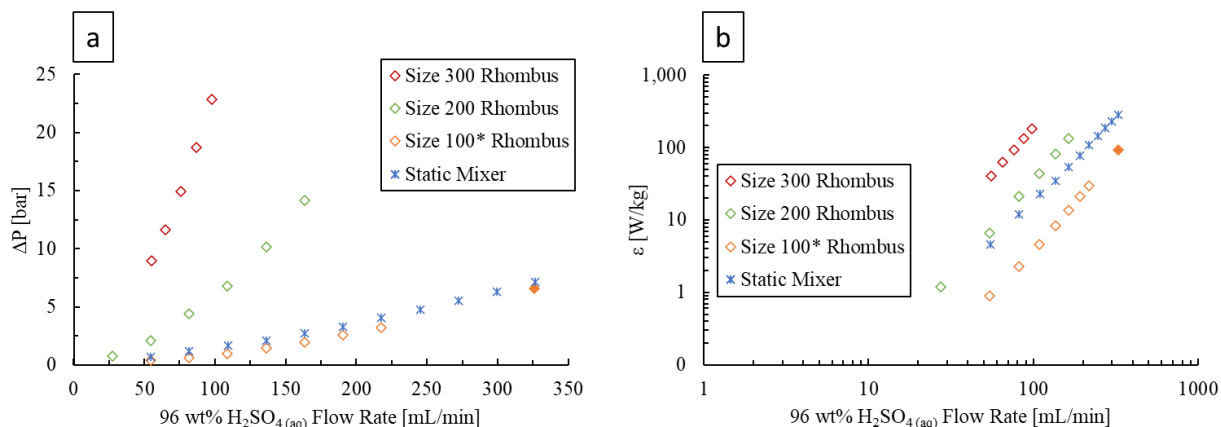 a
25
20
15
10
5
0
ΔP [bar]
0 50 100 150 200 250 300 350
96 wt% H₂SO₄ (aq) Flow Rate [mL/min]
Size 300 Rhombus
Size 200 Rhombus
Size 100* Rhombus
Static Mixer
b
1,000
100
10
1
0
ε [W/kg]
1 10 100 1000
96 wt% H₂SO₄ (aq) Flow Rate [mL/min]
Size 300 Rhombus
Size 200 Rhombus
Size 100* Rhombus
Static Mixer